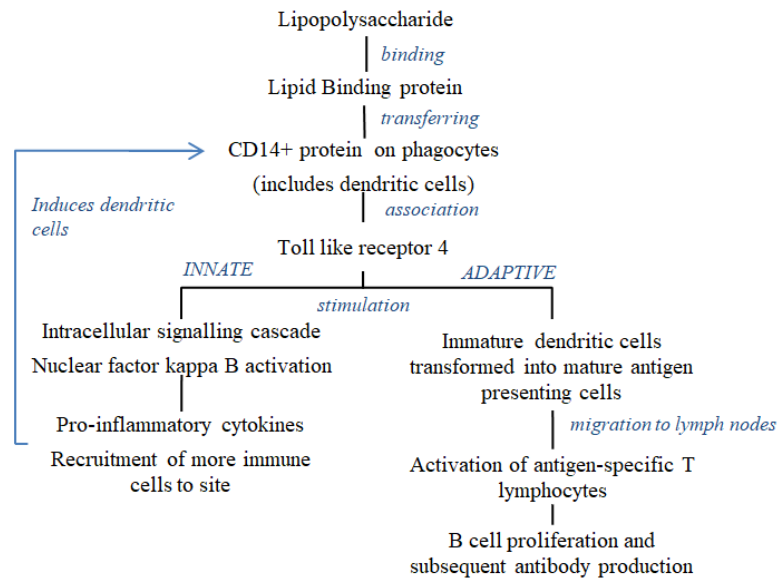 Lipopolysaccharide
binding
Lipid Binding protein
transferring
CD14+ protein on phagocytes
(includes dendritic cells)
Induces dendritic
cells
association
Toll like receptor 4
INNATE
ADAPTIVE
stimulation
Intracellular signalling cascade
Nuclear factor kappa B activation
Pro-inflammatory cytokines
Recruitment of more immune
cells to site
Immature dendritic cells
transformed into mature antigen
presenting cells
migration to lymph nodes
Activation of antigen-specific T
lymphocytes
B cell proliferation and
subsequent antibody production